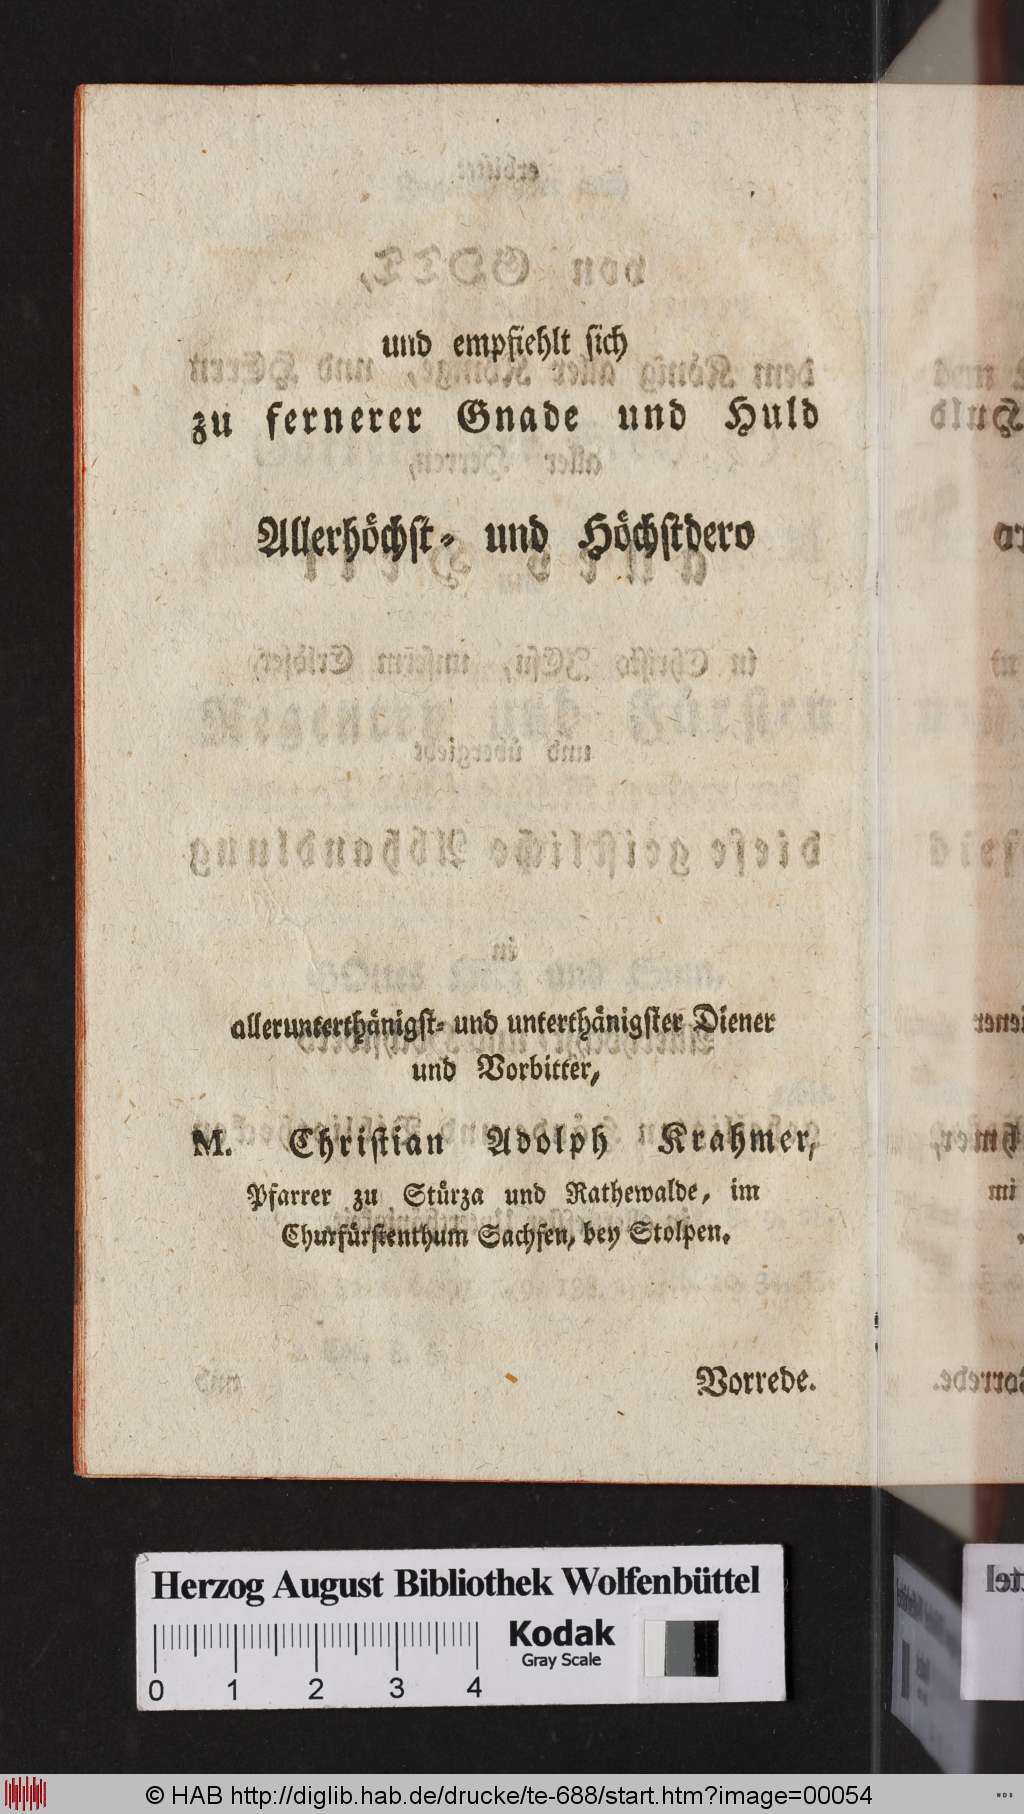 und empfiehlt sich
zu fernerer Gnade und Huld
Allerhöchst- und Höchstdero
allerunterthänigst- und unterthänigster Diener
und Vorbitter,
M. Christian Adolph Krahmer,
Pfarrer zu Stürza und Rathewalde, im
Churfürstenthum Sachsen, bey Stolpen.
Vorrede.
Herzog August Bibliothek Wolfenbüttel
Kodak
Gray Scale
0 1 2 3 4
© HAB http://diglib.hab.de/drucke/te-688/start.htm?image=00054